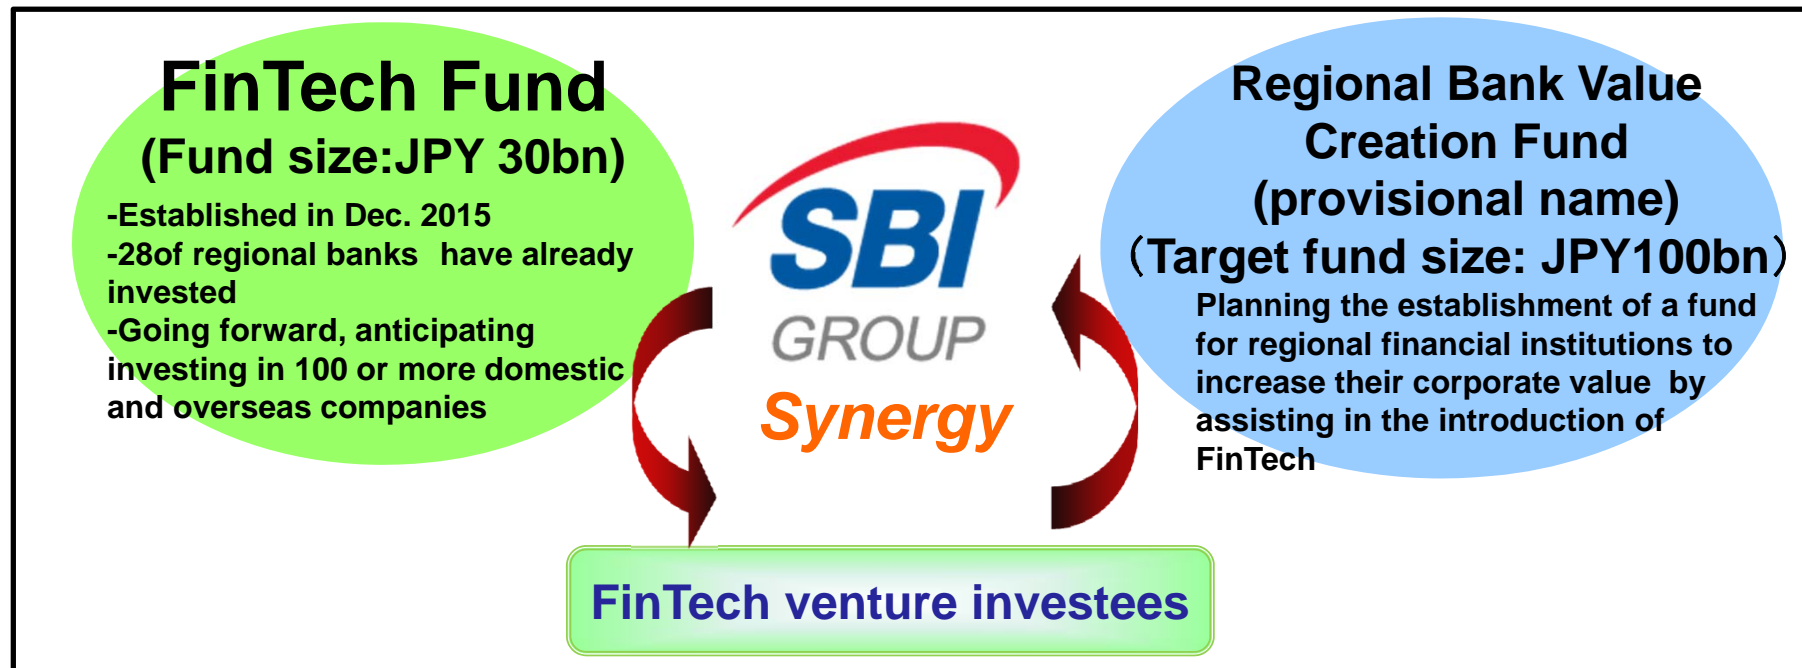 FinTech Fund
(Fund size:JPY 30bn)
-Established in Dec. 2015
-28of regional banks  have already
invested
-Going forward, anticipating
investing in 100 or more domestic
and overseas companies
SBI
GROUP
Synergy
Regional Bank Value
Creation Fund
(provisional name)
（Target fund size: JPY100bn）
Planning the establishment of a fund
for regional financial institutions to
increase their corporate value  by
assisting in the introduction of
FinTech
FinTech venture investees